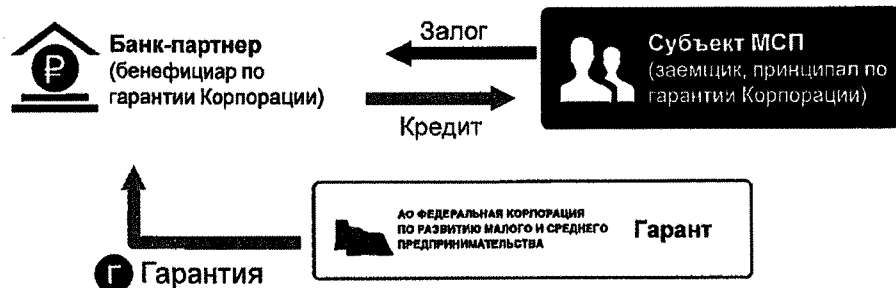 Банк-партнер
(бенефициар по
гарантии Корпорации)
Залог
Кредит
Субъект МСП
(заемщик, принципал по
гарантии Корпорации)
АО ФЕДЕРАЛЬНАЯ КОРПОРАЦИЯ
ПО РАЗВИТИЮ МАЛОГО И СРЕДНЕГО
ПРЕДПРИНИМАТЕЛЬСТВА
Гарант
Г Гарантия